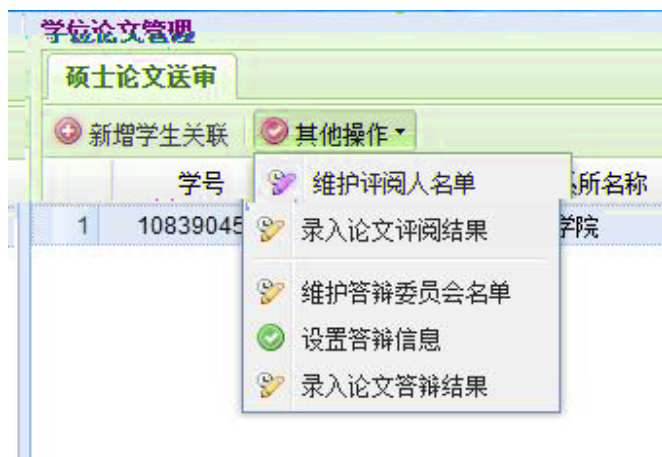 学位论文管理
硕士论文送审
新增学生关联 其他操作
学号 所名称
1 10839045 学院
维护评阅人名单
录入论文评阅结果
维护答辩委员会名单
设置答辩信息
录入论文答辩结果